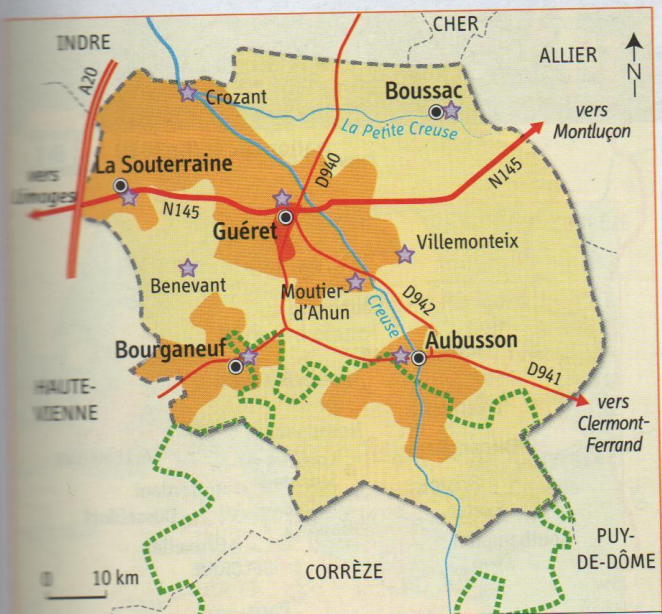 CHER
INDRE
ALLIER
N
A20
Crozant
Boussac
La Petite Creuse
vers
Montluçon
vers
Limoges
La Souterraine
D940
N145
N145
Guéret
Villemonteix
Benevant
Moutier-
d'Ahun
Creuse
D942
Bourganeuf
Aubusson
D941
HAUTE-
VIENNE
vers
Clermont-
Ferrand
PUY-
DE-DÔME
CORRÈZE
0 10 km